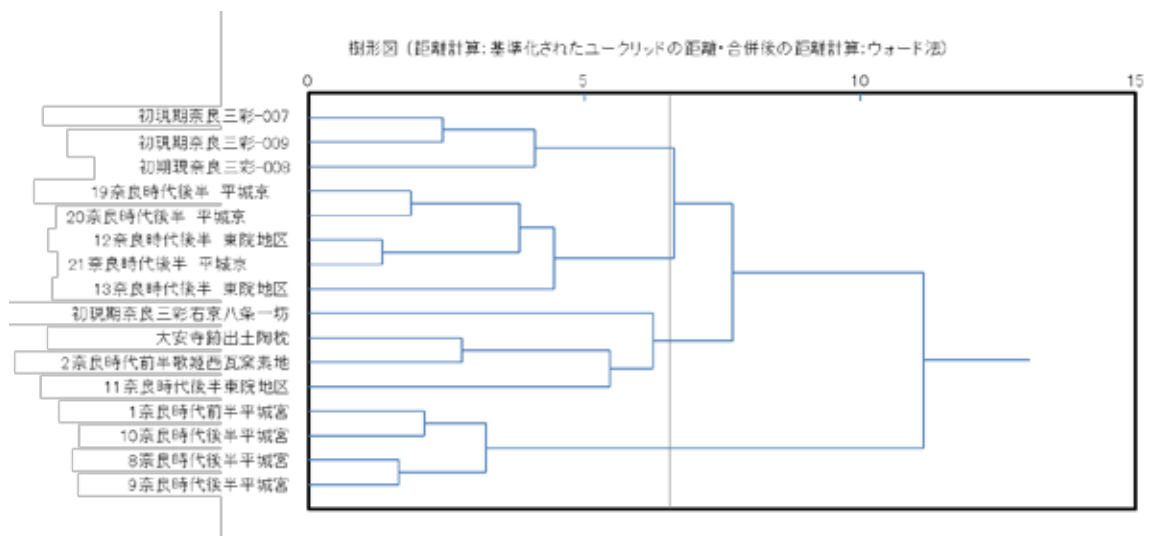 樹形図（距離計算:基準化されたユークリッドの距離・合併後の距離計算:ウォード法）
0 5 10 15
初現期奈良三彩-007
初現期奈良三彩-009
初期現奈良三彩-008
19奈良時代後半 平城京
20奈良時代後半 平城京
12奈良時代後半 東院地区
21奈良時代後半 平城京
13奈良時代後半 東院地区
初現期奈良三彩右京八条一坊
大安寺跡出土陶枕
2奈良時代前半歌姫西瓦窯素地
11奈良時代後半東院地区
1奈良時代前半平城宮
10奈良時代後半平城宮
8奈良時代後半平城宮
9奈良時代後半平城宮